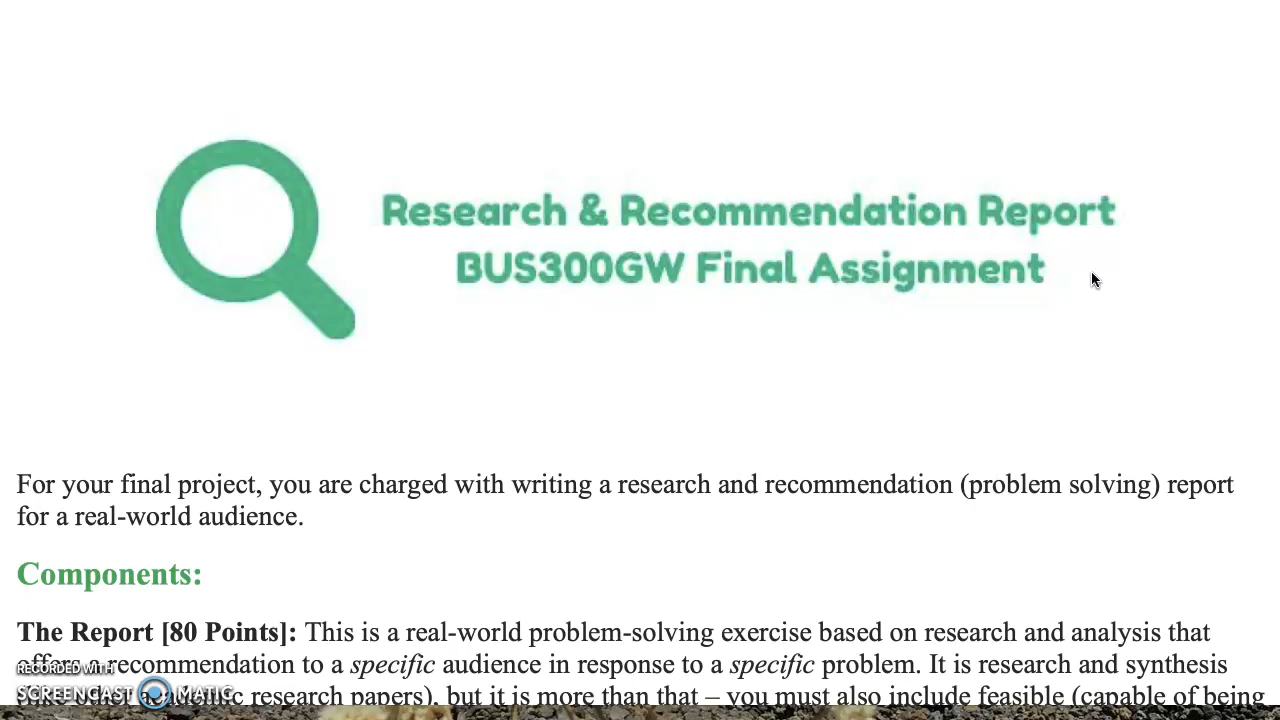 Research & Recommendation Report
BUS300GW Final Assignment
For your final project, you are charged with writing a research and recommendation (problem solving) report
for a real-world audience.
Components:
The Report [80 Points]: This is a real-world problem-solving exercise based on research and analysis that
recommendation to a specific audience in response to a specific problem. It is research and synthesis
research papers), but it is more than that – you must also include feasible (capable of being
RECORDED WITH
SCREENCAST MATIC